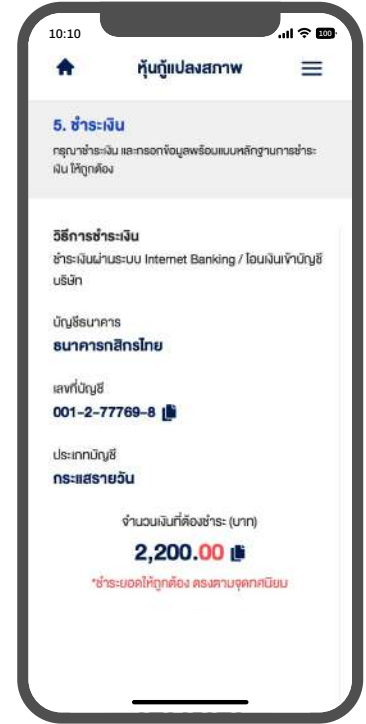 10:10
100
หุ้นกู้แปลงสภาพ
5. ชำระเงิน
กรุณาชำระเงิน และกรอกข้อมูลพร้อมแนบหลักฐานการชำระ
เงิน ให้ถูกต้อง
วิธีการชำระเงิน
ชำระเงินผ่านระบบ Internet Banking / โอนเงินเข้าบัญชี
บริษัท
บัญชีธนาคาร
ธนาคารกสิกรไทย
เลขที่บัญชี
001-2-77769-8
ประเภทบัญชี
กระแสรายวัน
จำนวนเงินที่ต้องชำระ (บาท)
2,200.00
*ชำระยอดให้ถูกต้อง ตรงตามจุดทศนิยม